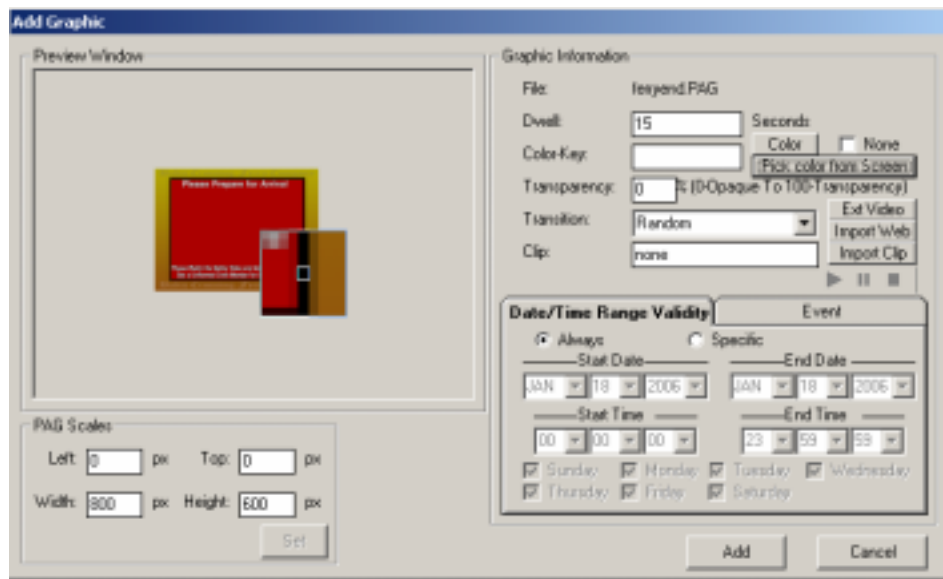 Add Graphic
Preview Window
Please Prepare for Arrival
Graphic Information
File:
Dwell: 15 Seconds
Color-Key: Color None
Pick color from Screen
Transparency: 0 % (0-Opaque To 100-Transparency)
Transition: Random
Ext Video
Import Web
Clip: none Import Clip
Date/Time Range Validity Event
Always Specific
Start Date End Date
JAN 18 2006 JAN 18 2006
Start Time End Time
00 00 00 23 59 59
Sunday Monday Tuesday Wednesday
Thursday Friday Saturday
PAG Scales
Left: 0 px Top: 0 px
Width: 800 px Height: 600 px
Set
Add Cancel